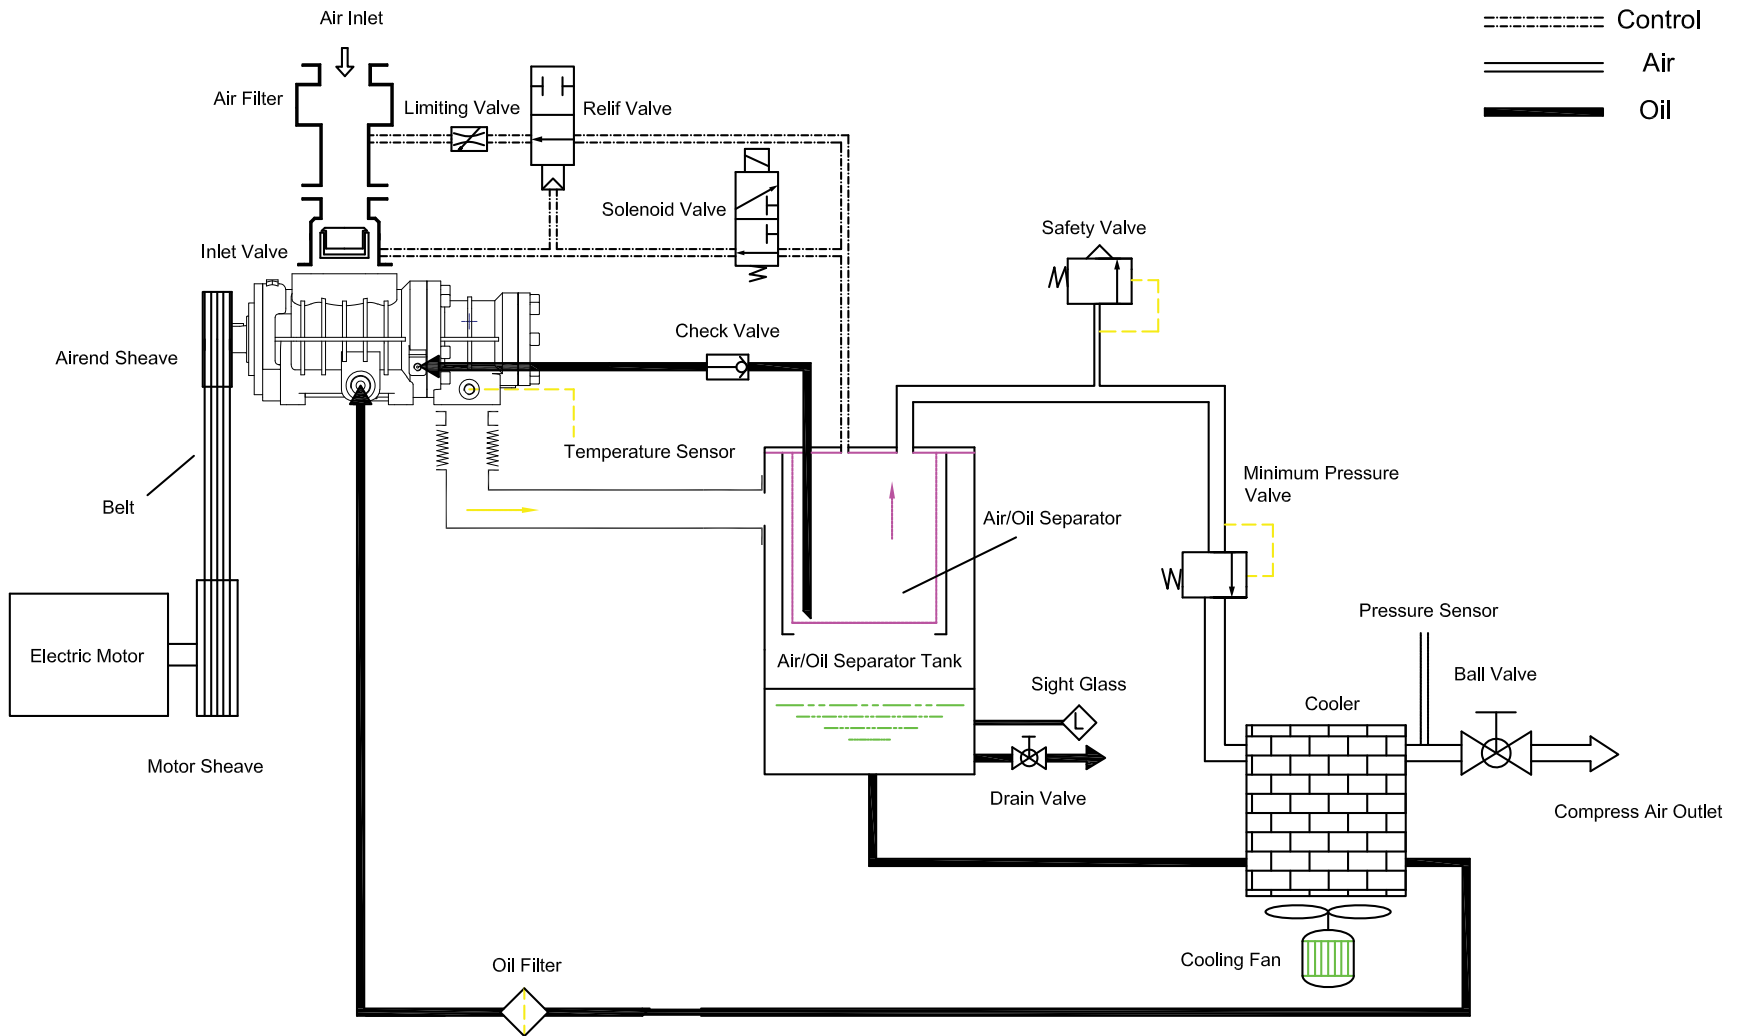 Air Inlet
Control
Air
Oil
Air Filter
Limiting Valve
Relif Valve
Solenoid Valve
Inlet Valve
Safety Valve
Check Valve
Airend Sheave
Temperature Sensor
Minimum Pressure
Valve
Belt
Air/Oil Separator
Pressure Sensor
Electric Motor
Air/Oil Separator Tank
Sight Glass
Ball Valve
Cooler
L
Motor Sheave
Drain Valve
Compress Air Outlet
Oil Filter
Cooling Fan